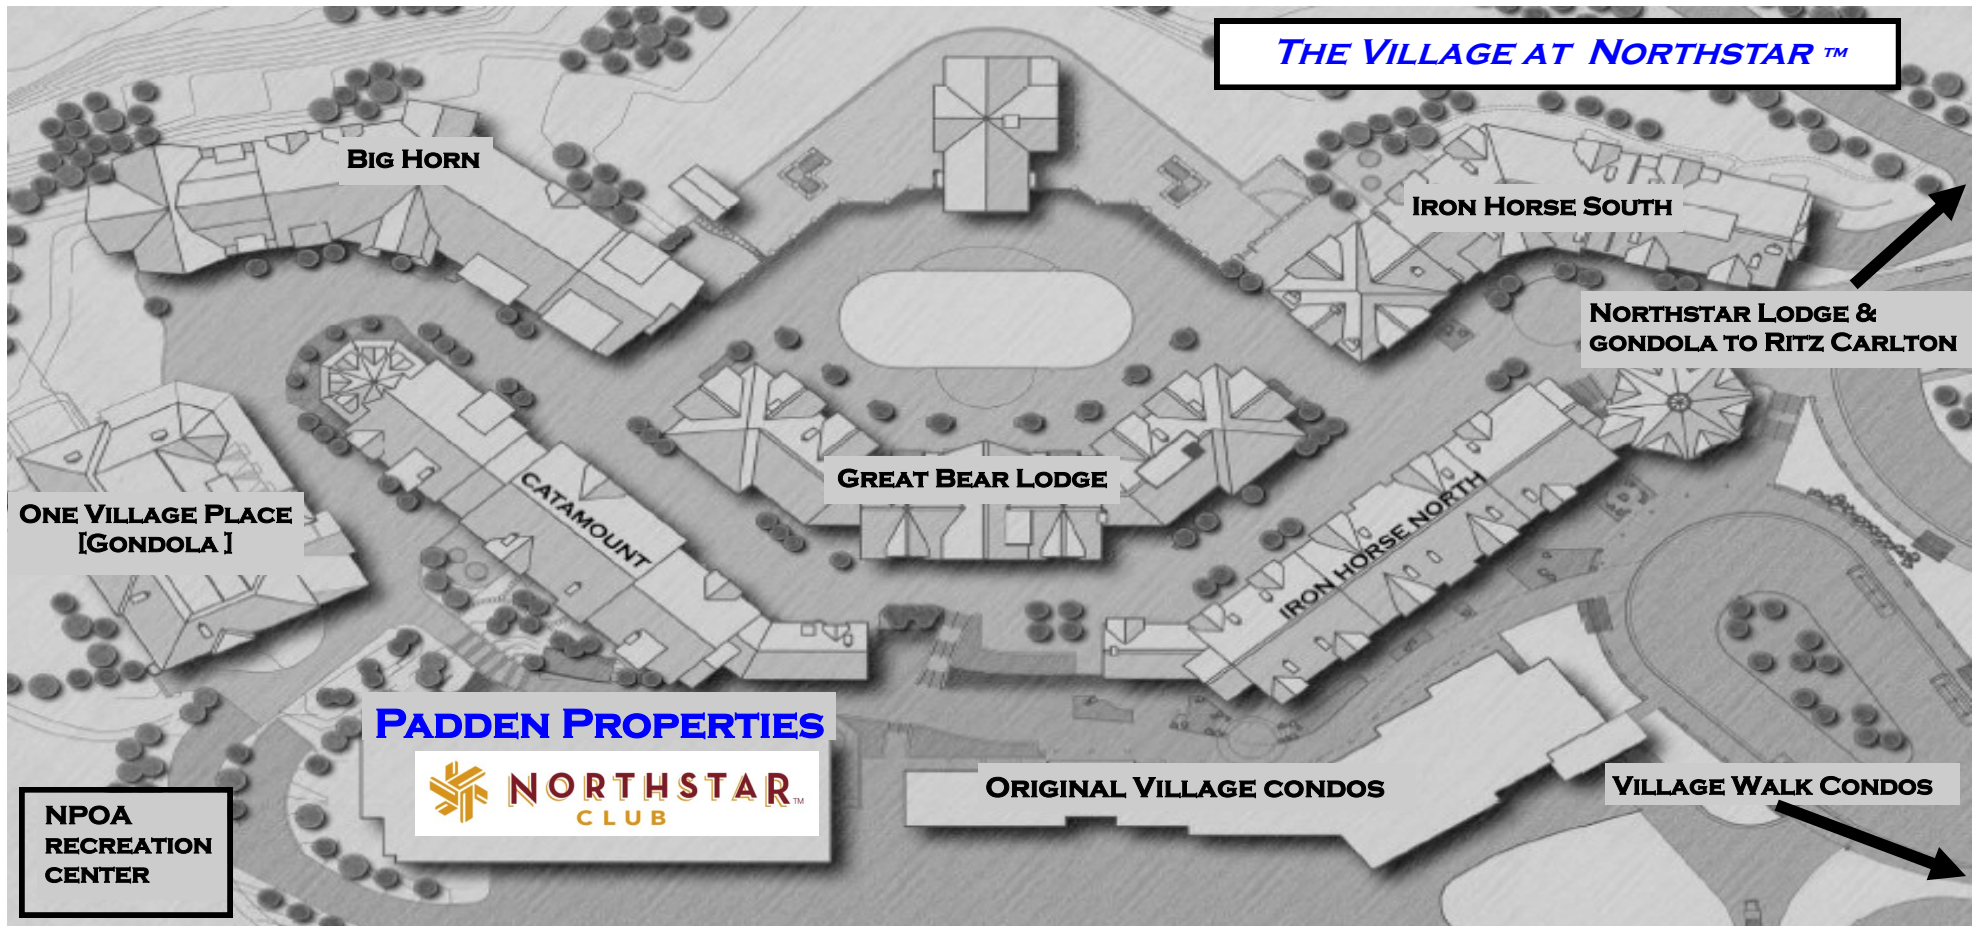 THE VILLAGE AT NORTHSTAR ™
BIG HORN
IRON HORSE SOUTH
NORTHSTAR LODGE &
GONDOLA TO RITZ CARLTON
GREAT BEAR LODGE
CATAMOUNT
IRON HORSE NORTH
ONE VILLAGE PLACE
[GONDOLA ]
PADDEN PROPERTIES
NORTHSTAR™
CLUB
ORIGINAL VILLAGE CONDOS
VILLAGE WALK CONDOS
NPOA
RECREATION
CENTER